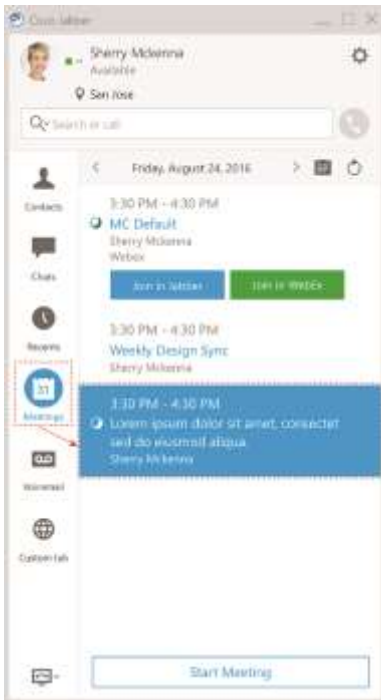 Cisco Jabber
Sherry Mckenna
Available
San Jose
Search or call
Friday, August 24, 2016
Contacts
Chats
Recents
Meetings
Voicemail
Custom tab
3:30 PM - 4:30 PM
MC Default
Sherry Mckenna
Webex
Join in Jabber
Join in WebEx
3:30 PM - 4:30 PM
Weekly Design Sync
Sherry Mckenna
31
3:30 PM - 4:30 PM
Lorem ipsum dolor sit amet, consectet
sed do eiusmod aliqua.
Sherry Mckenna
Start Meeting